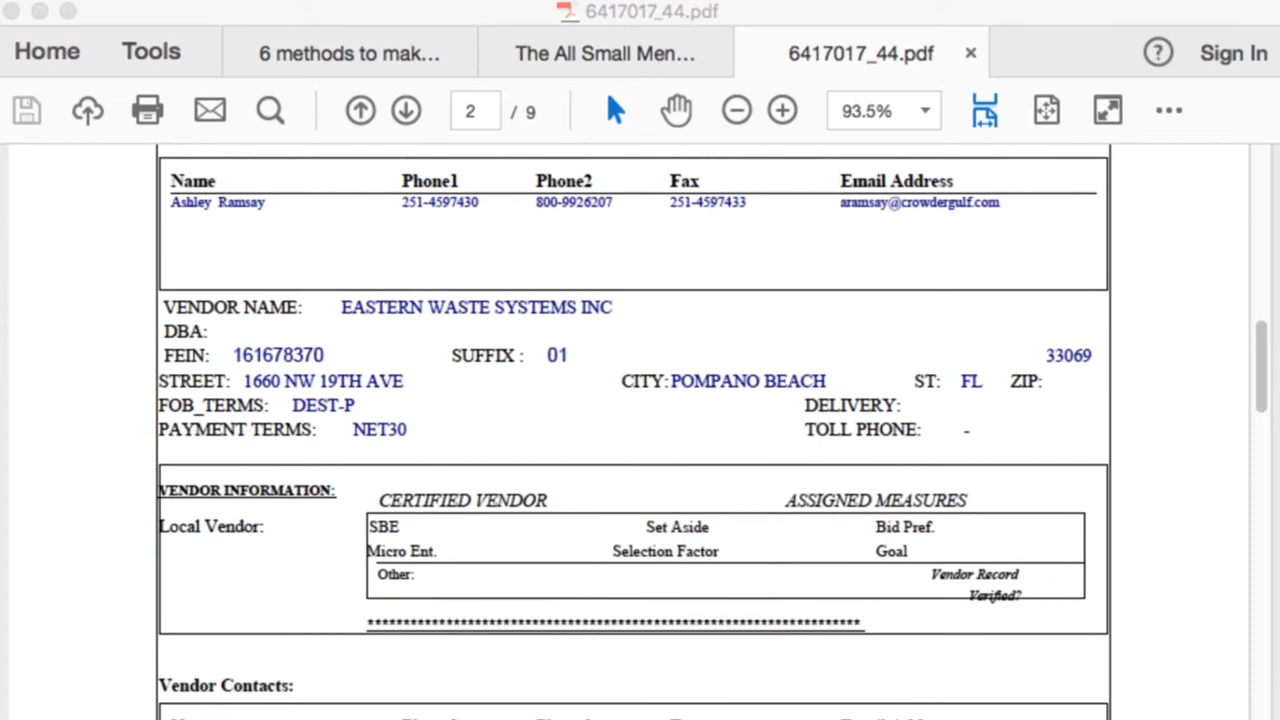 6417017_44.pdf
Home Tools 6 methods to mak... The All Small Men... 6417017_44.pdf × ? Sign In
2 / 9 93.5%
Name Phone1 Phone2 Fax Email Address
Ashley Ramsay 251-4597430 800-9926207 251-4597433 aramsay@crowdergulf.com
VENDOR NAME: EASTERN WASTE SYSTEMS INC
DBA:
FEIN: 161678370 SUFFIX : 01 33069
STREET: 1660 NW 19TH AVE CITY: POMPANO BEACH ST: FL ZIP:
FOB_TERMS: DEST-P DELIVERY:
PAYMENT TERMS: NET30 TOLL PHONE: -
VENDOR INFORMATION: CERTIFIED VENDOR ASSIGNED MEASURES
Local Vendor: SBE Set Aside Bid Pref.
Micro Ent. Selection Factor Goal
Other: Vendor Record
Verified?
********************************************************************
Vendor Contacts: